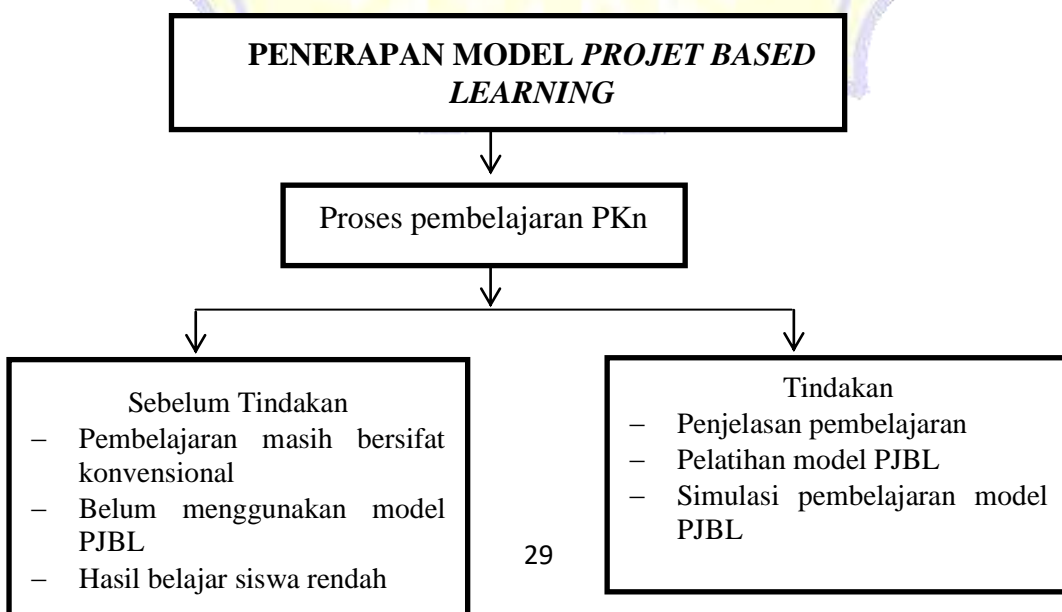 PENERAPAN MODEL PROJET BASED
LEARNING
Proses pembelajaran PKn
Sebelum Tindakan
– Pembelajaran masih bersifat
konvensional
– Belum menggunakan model
PJBL
– Hasil belajar siswa rendah
Tindakan
– Penjelasan pembelajaran
– Pelatihan model PJBL
– Simulasi pembelajaran model
PJBL
29